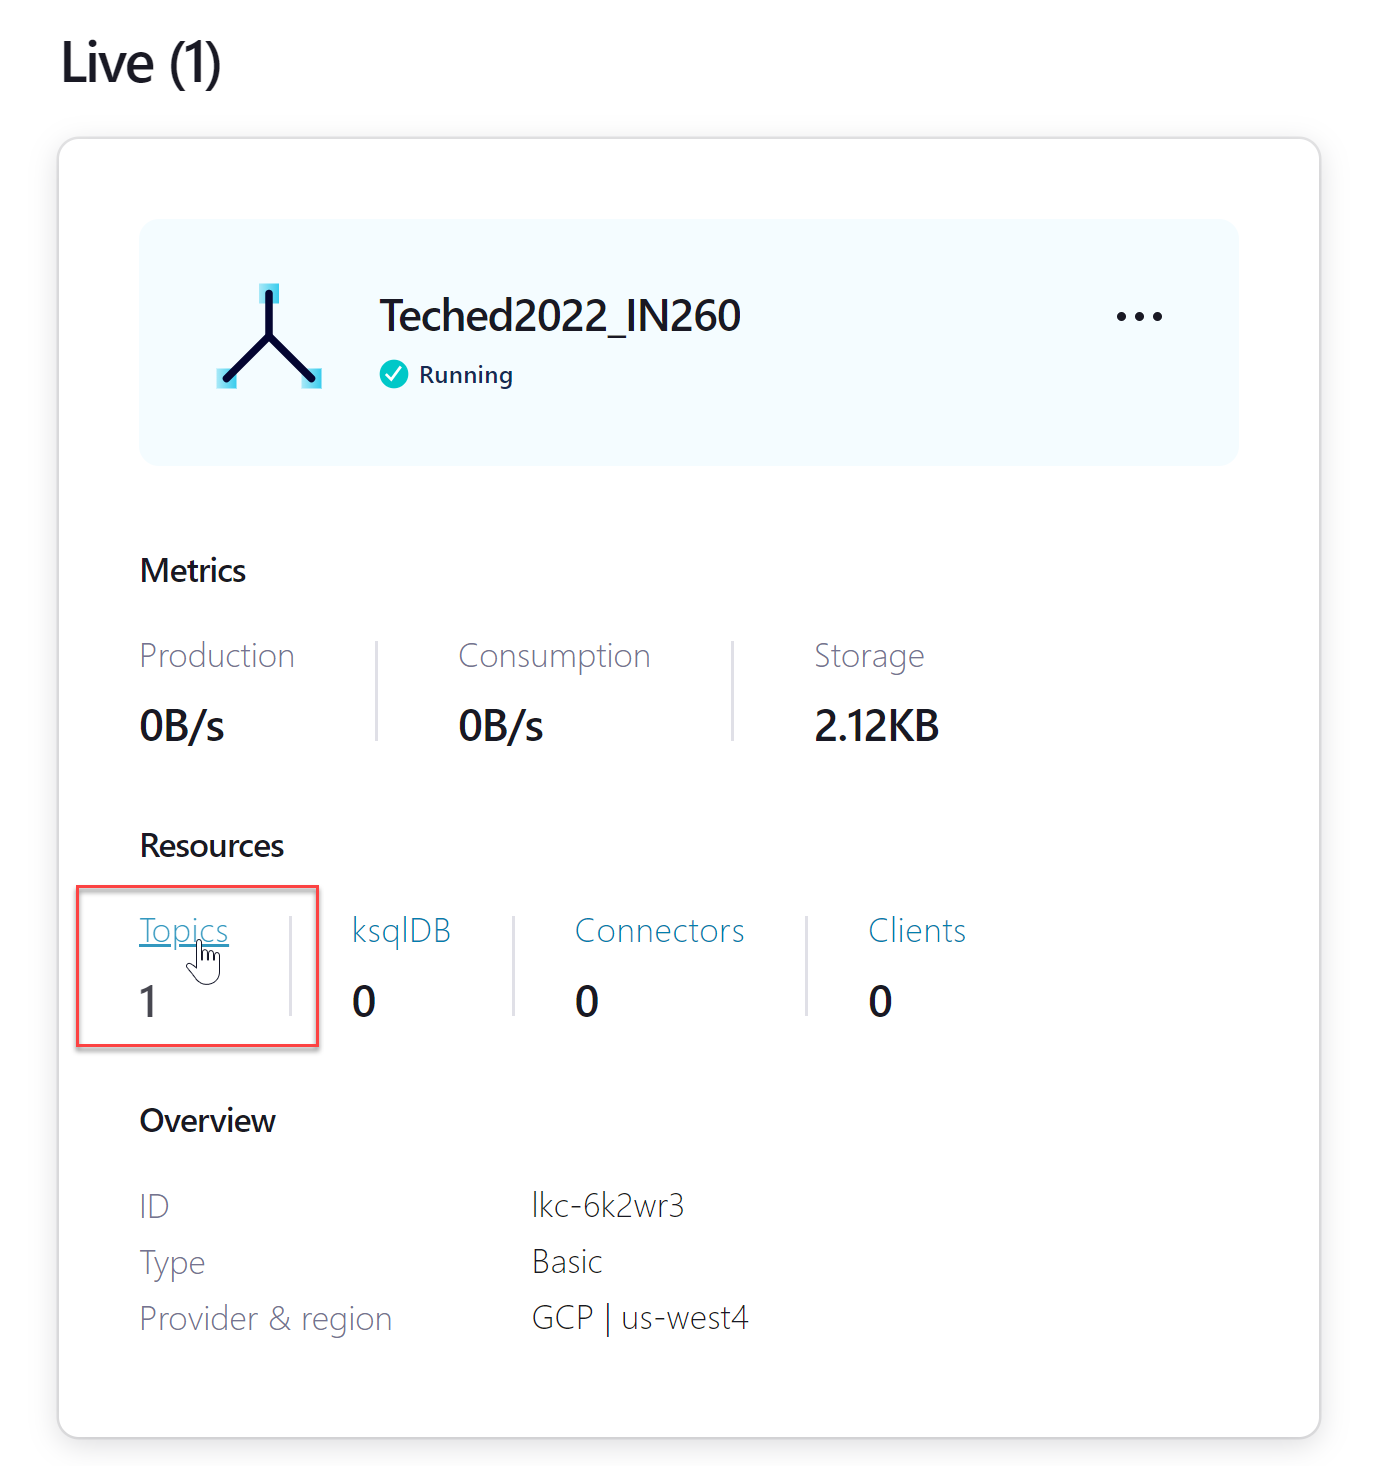 Live (1)
Teched2022_IN260
Running
Metrics
Production Consumption Storage
0B/s 0B/s 2.12KB
Resources
Topics ksqlDB Connectors Clients
1 0 0 0
Overview
ID lkc-6k2wr3
Type Basic
Provider & region GCP | us-west4